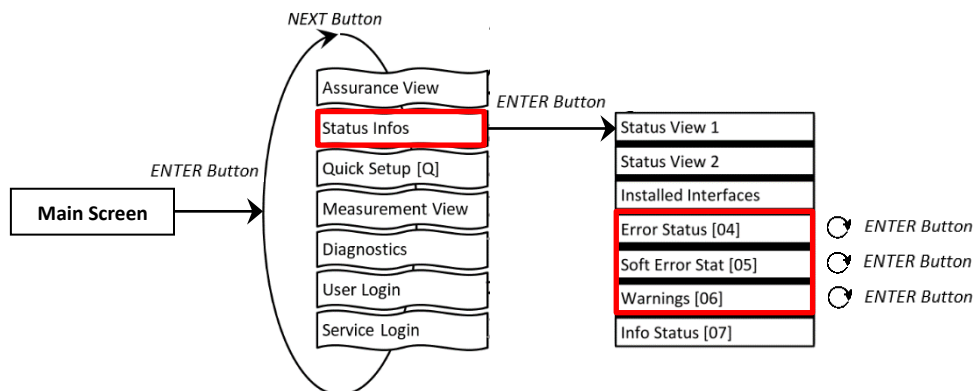 NEXT Button
Assurance View
Status Infos
Quick Setup [Q]
Measurement View
Diagnostics
User Login
Service Login
ENTER Button
Main Screen
ENTER Button
Status View 1
Status View 2
Installed Interfaces
Error Status [04]
Soft Error Stat [05]
Warnings [06]
Info Status [07]
ENTER Button
ENTER Button
ENTER Button